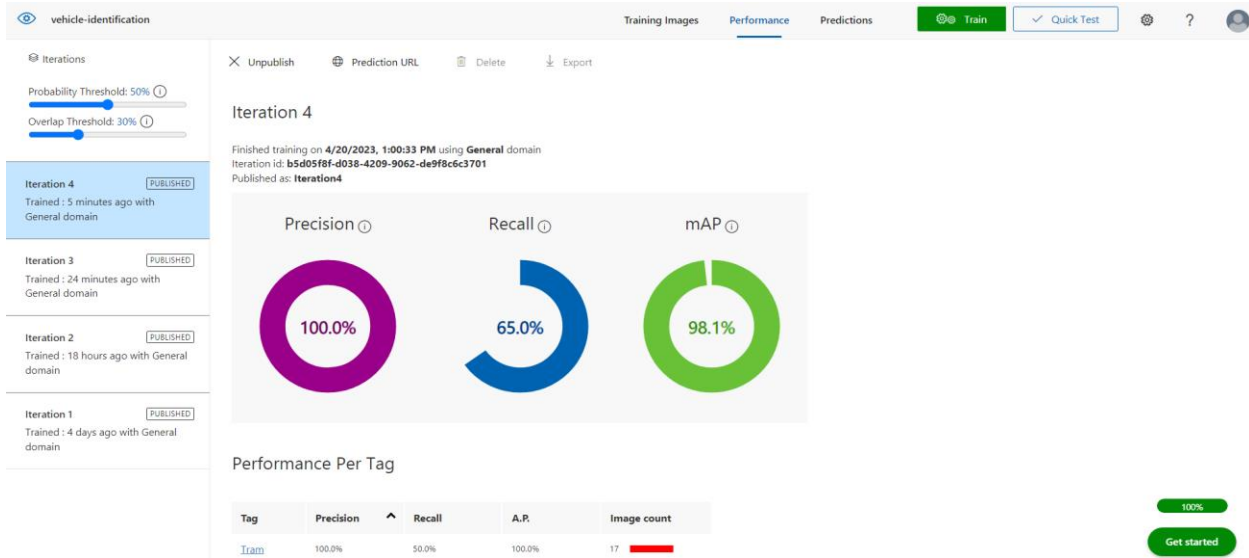 vehicle-identification
Training Images
Performance
Predictions
Train
Quick Test
?
Iterations
Probability Threshold: 50%
Overlap Threshold: 30%
Iteration 4 PUBLISHED
Trained : 5 minutes ago with
General domain
Iteration 3 PUBLISHED
Trained : 24 minutes ago with
General domain
Iteration 2 PUBLISHED
Trained : 18 hours ago with General
domain
Iteration 1 PUBLISHED
Trained : 4 days ago with General
domain
Unpublish
Prediction URL
Delete
Export
Iteration 4
Finished training on 4/20/2023, 1:00:33 PM using General domain
Iteration id: b5d05f8f-d038-4209-9062-de9f8c6c3701
Published as: Iteration4
Precision
Recall
mAP
100.0%
65.0%
98.1%
Performance Per Tag
Tag Precision Recall A.P. Image count
Tram 100.0% 50.0% 100.0% 17
100%
Get started